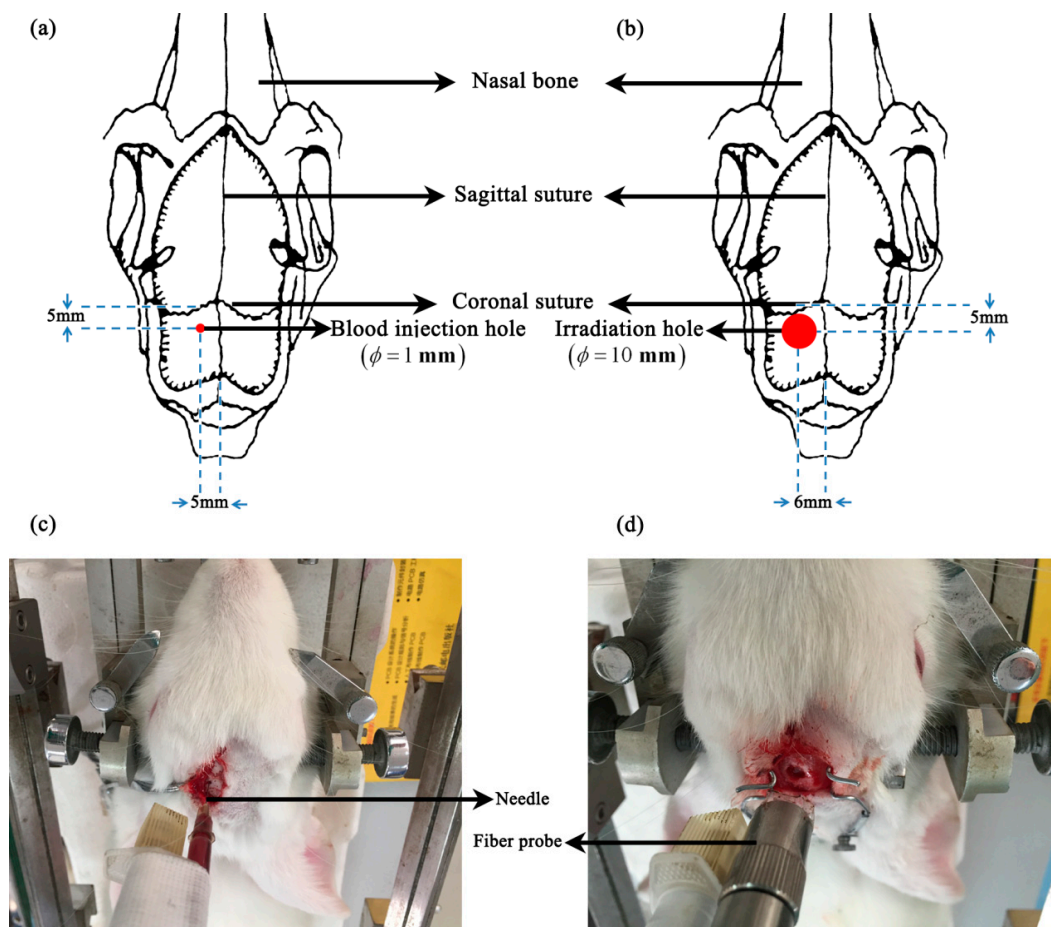 (a)
(b)
Nasal bone
Sagittal suture
Coronal suture
5mm
5mm
Blood injection hole
Irradiation hole
(ϕ = 1 mm)
(ϕ = 10 mm)
5mm
6mm
(c)
(d)
Needle
Fiber probe